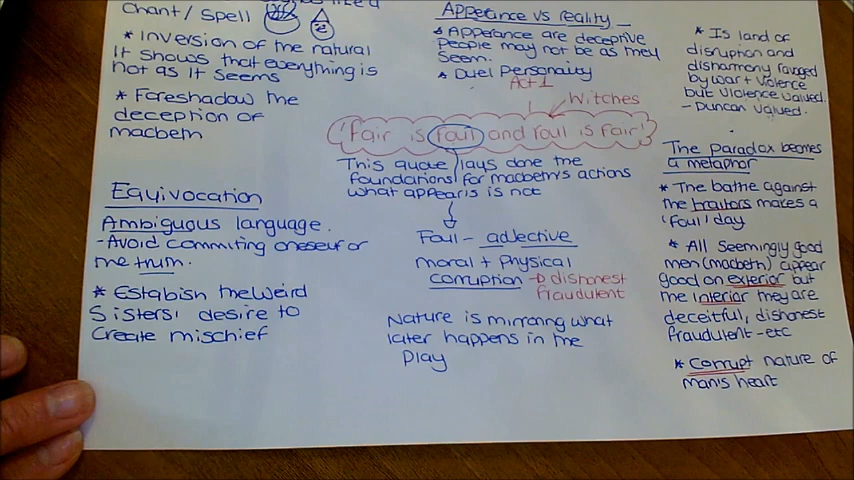 Chant / Spell
* Inversion of the natural
It shows that everything is
not as it seems
* Foreshadow the
deception of
macbeth
Equivocation
Ambiguous language.
- Avoid commiting oneself or
the truth.
* Establish the Weird
Sisters' desire to
create mischief
Apperance vs reality
* Apperance are deceptive
People may not be as they
seem.
* Duel Personality
Act 1
Witches
'Fair is foul and foul is fair'
This quote lays done the
foundations for macbeth's actions
what appears is not
Foul - adjective
moral + physical
corruption → dishonest
fraudulent
Nature is mirroring what
later happens in the
Play
* Is land of
disruption and
disharmony ravaged
by war + violence
but violence valued.
- Duncan valued.
The Paradox becomes
a metaphor
* The battle against
the traitors makes a
'foul' day
* All seemingly good
men (macbeth) appear
good on exterior but
the interior they are
deceitful, dishonest
fraudulent - etc
* Corrupt nature of
man's heart